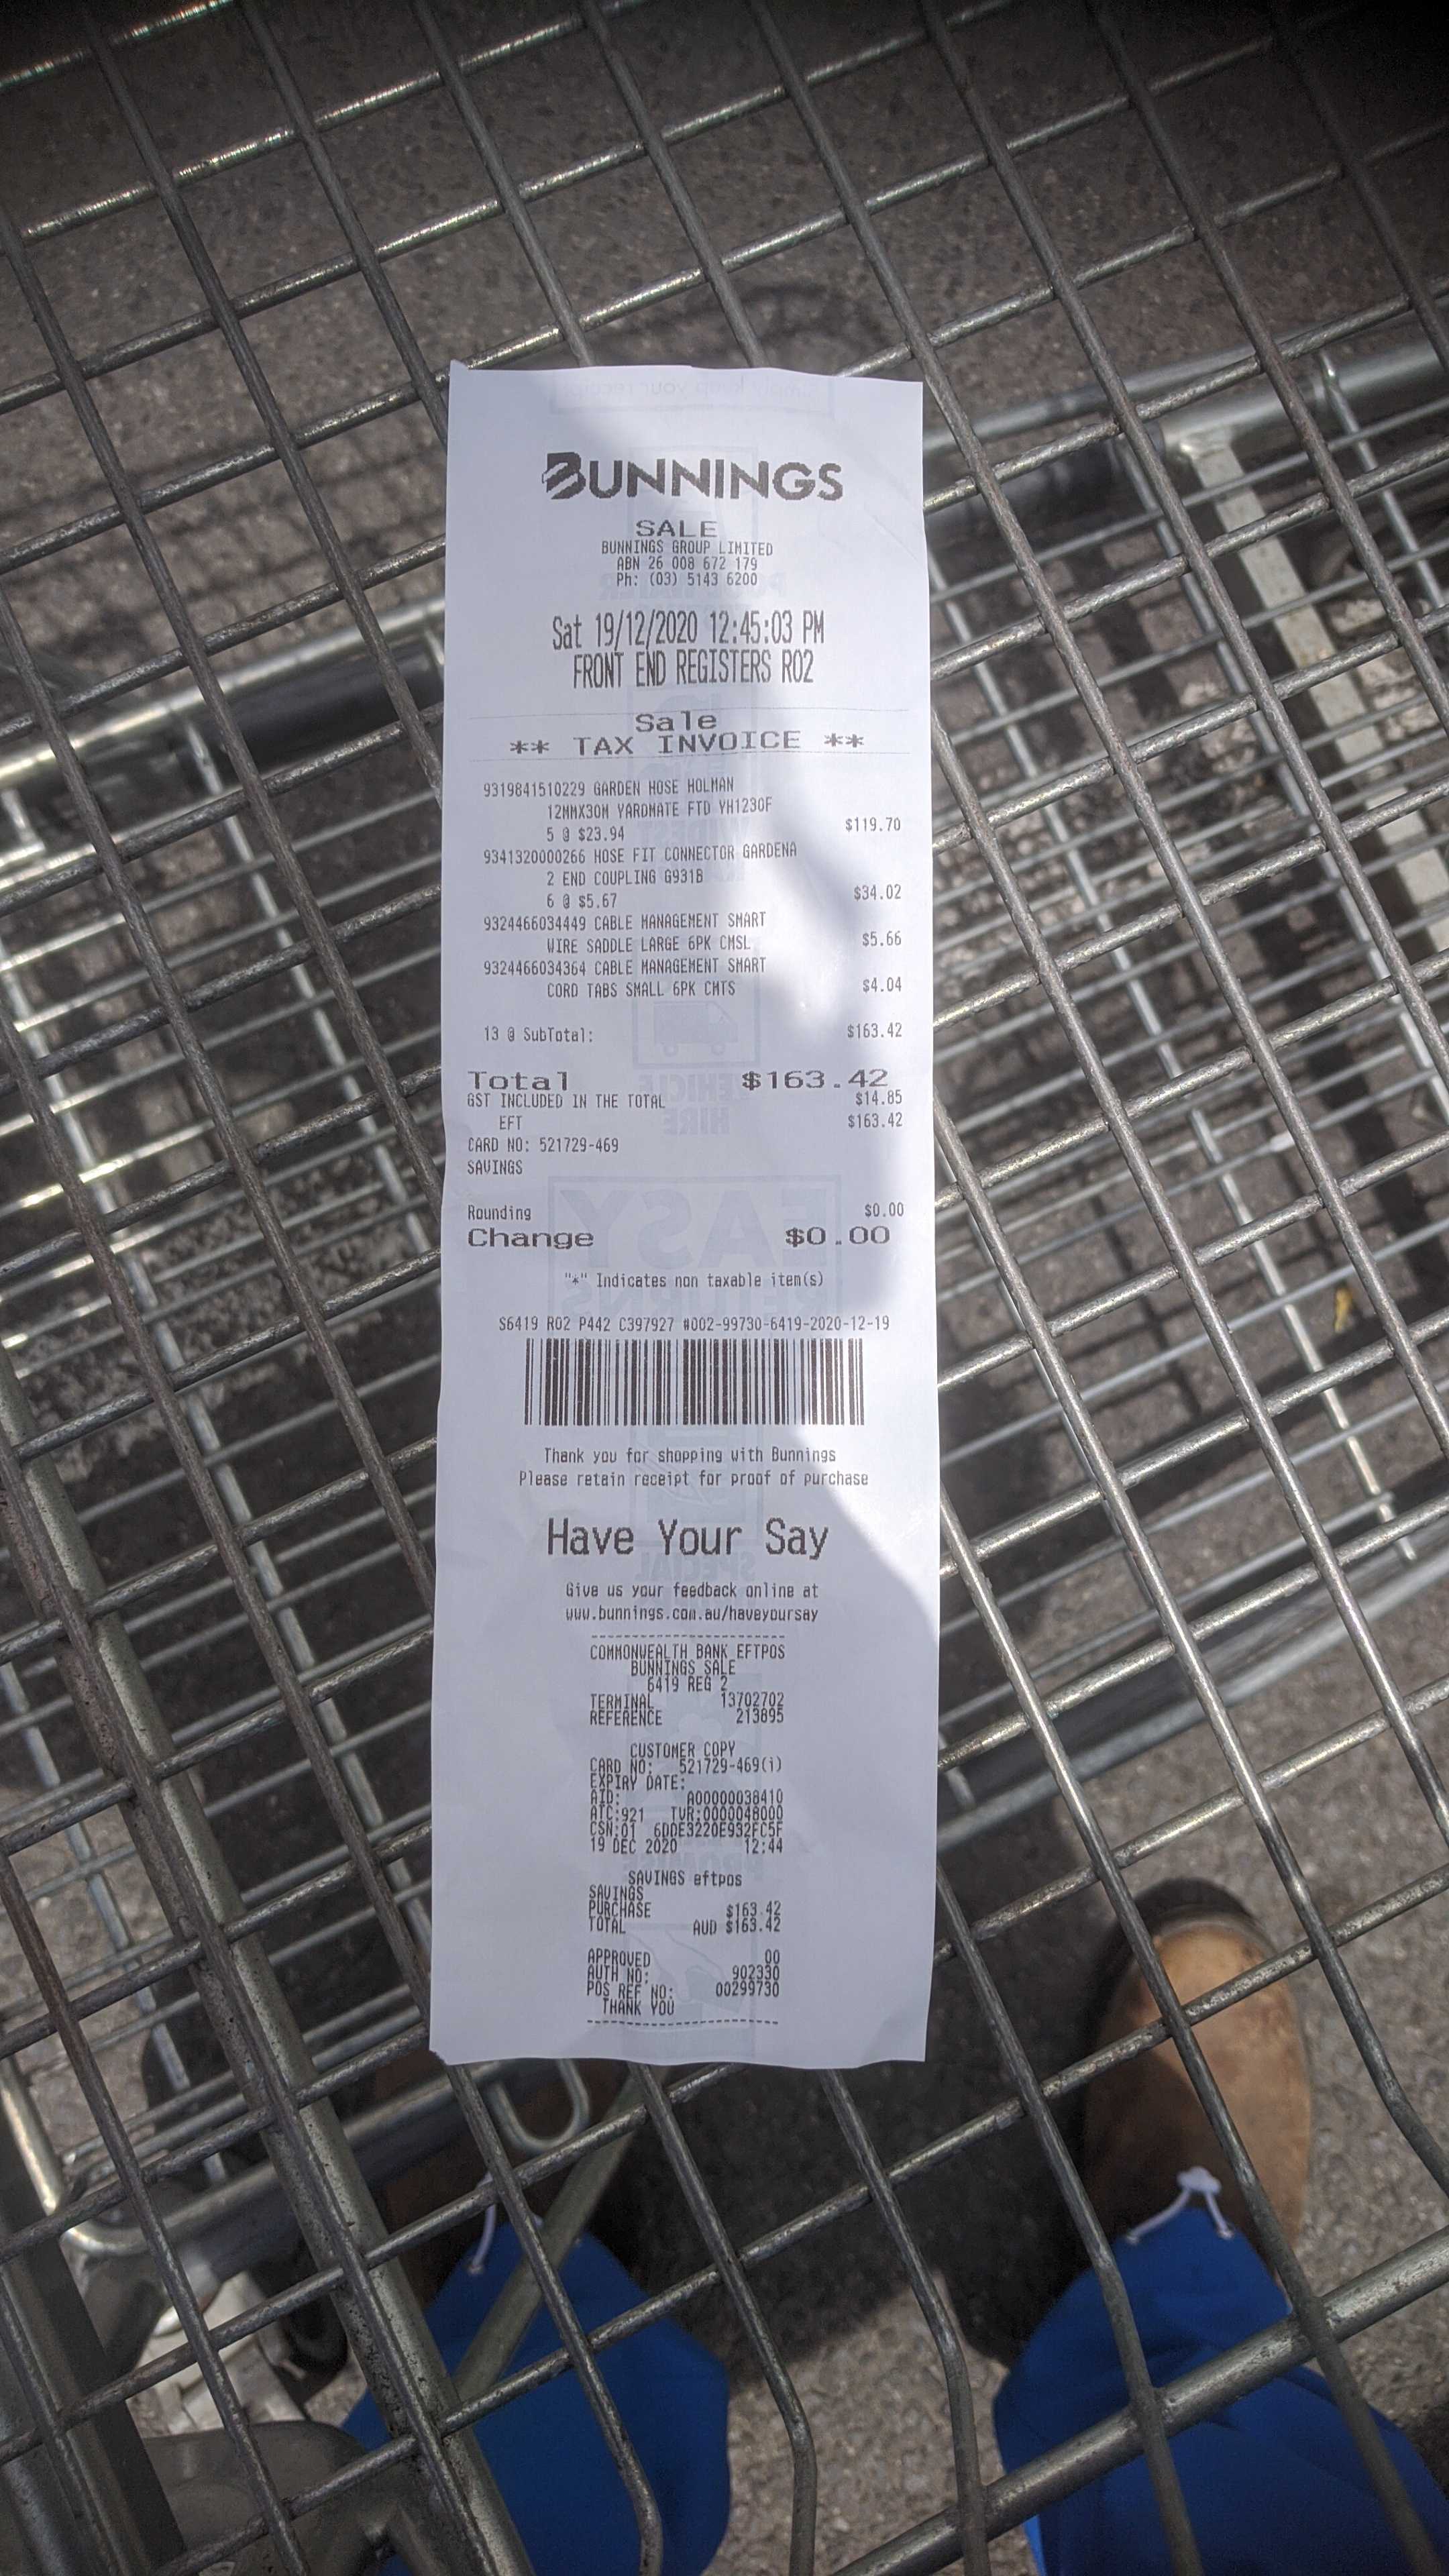 BUNNINGS
SALE
BUNNINGS GROUP LIMITED
ABN 26 008 672 179
Ph: (03) 5143 6200
Sat 19/12/2020 12:45:03 PM
FRONT END REGISTERS R02
Sale
** TAX INVOICE **
9319841510229 GARDEN HOSE HOLMAN
12MMX30M YARDMATE FTD YH1230F
5 @ $23.94 $119.70
9341320000266 HOSE FIT CONNECTOR GARDENA
2 END COUPLING G931B
6 @ $5.67 $34.02
9324466034449 CABLE MANAGEMENT SMART
WIRE SADDLE LARGE 6PK CMSL $5.66
9324466034364 CABLE MANAGEMENT SMART
CORD TABS SMALL 6PK CMTS $4.04
13 @ SubTotal: $163.42
Total $163.42
GST INCLUDED IN THE TOTAL $14.85
EFT $163.42
CARD NO: 521729-469
SAVINGS
Rounding $0.00
Change $0.00
"*" Indicates non taxable item(s)
S6419 R02 P442 C397927 #002-99730-6419-2020-12-19
Thank you for shopping with Bunnings
Please retain receipt for proof of purchase
Have Your Say
Give us your feedback online at
www.bunnings.com.au/haveyoursay
COMMONWEALTH BANK EFTPOS
BUNNINGS SALE
6419 REG 2
TERMINAL 13702702
REFERENCE 213895
CUSTOMER COPY
CARD NO: 521729-469(i)
EXPIRY DATE:
AID: A00000038410
ATC:921 TVR:0000048000
CSN:01 6DDE3220E932FC5F
19 DEC 2020 12:44
SAVINGS eftpos
SAVINGS
PURCHASE $163.42
TOTAL AUD $163.42
APPROVED 00
AUTH NO: 902330
POS REF NO: 00299730
THANK YOU